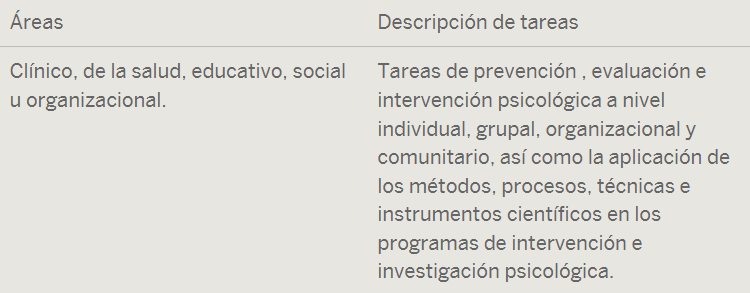 Áreas
Descripción de tareas
Clínico, de la salud, educativo, social
u organizacional.
Tareas de prevención , evaluación e
intervención psicológica a nivel
individual, grupal, organizacional y
comunitario, así como la aplicación de
los métodos, procesos, técnicas e
instrumentos científicos en los
programas de intervención e
investigación psicológica.